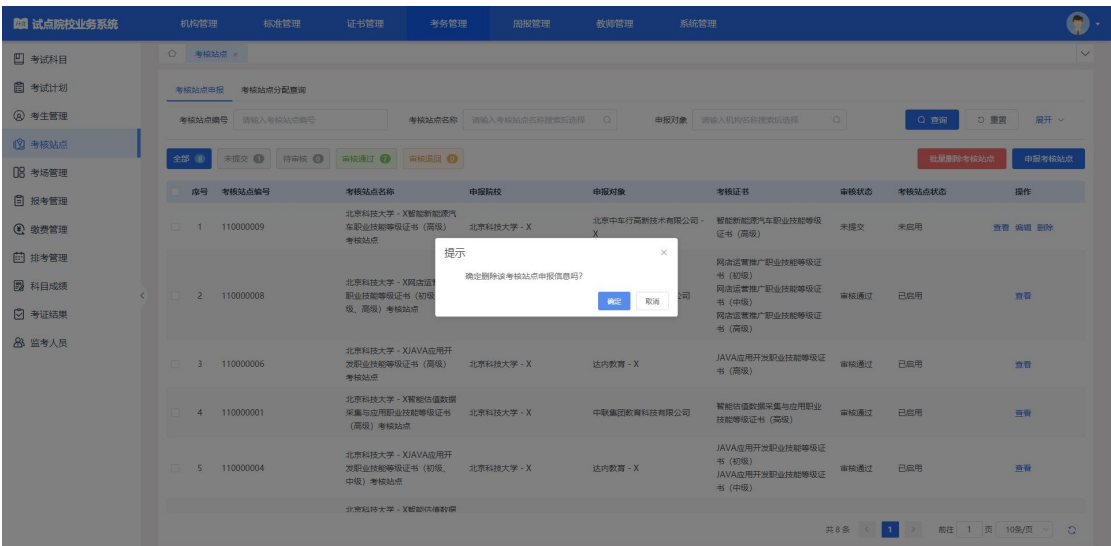 试点院校业务系统 机构管理 标准管理 证书管理 考务管理 周报管理 教师管理 系统管理
考试科目
考试计划
考生管理
考核站点
考场管理
报考管理
缴费管理
排考管理
科目成绩
考证结果
监考人员
考核站点 ×
考核站点申报 考核站点分配查询
考核站点编号 请输入考核站点编号 考核站点名称 请输入考核站点名称搜索后选择 申报对象 请输入机构名称搜索后选择 查询 重置 展开
全部 8 未提交 1 待审核 0 审核通过 7 审核退回 0 批量删除考核站点 申报考核站点
序号 考核站点编号 考核站点名称 申报院校 申报对象 考核证书 审核状态 考核站点状态 操作
1 110000009 北京科技大学 - X智能新能源汽
车职业技能等级证书（高级）
考核站点 北京科技大学 - X 北京中车行高新技术有限公司 -
X 智能新能源汽车职业技能等级
证书（高级） 未提交 未启用 查看 编辑 删除
提示 ×
确定删除该考核站点申报信息吗?
确定 取消
2 110000008 北京科技大学 - X网店运
职业技能等级证书（初级
级、高级）考核站点 公司 网店运营推广职业技能等级证
书（初级）
网店运营推广职业技能等级证
书（中级）
网店运营推广职业技能等级证
书（高级） 审核通过 已启用 查看
3 110000006 北京科技大学 - XJAVA应用开
发职业技能等级证书（高级）
考核站点 北京科技大学 - X 达内教育 - X JAVA应用开发职业技能等级证
书（高级） 审核通过 已启用 查看
4 110000001 北京科技大学 - X智能估值数据
采集与应用职业技能等级证书
（高级）考核站点 北京科技大学 - X 中联集团教育科技有限公司 智能估值数据采集与应用职业
技能等级证书（高级） 审核通过 已启用 查看
5 110000004 北京科技大学 - XJAVA应用开
发职业技能等级证书（初级、
中级）考核站点 北京科技大学 - X 达内教育 - X JAVA应用开发职业技能等级证
书（初级）
JAVA应用开发职业技能等级证
书（中级） 审核通过 已启用 查看
北京科技大学 - X智能估值数据
共 8 条 1 前往 1 页 10条/页